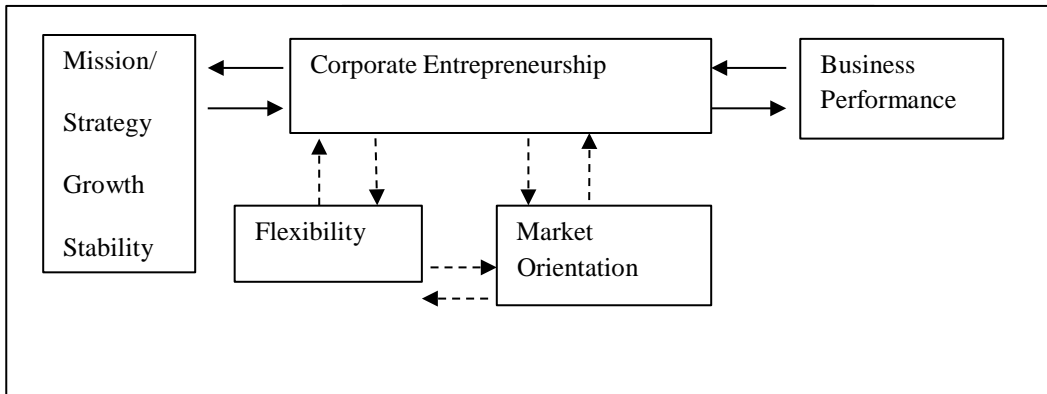 Mission/
Strategy
Growth
Stability
Corporate Entrepreneurship
Business
Performance
Flexibility
Market
Orientation